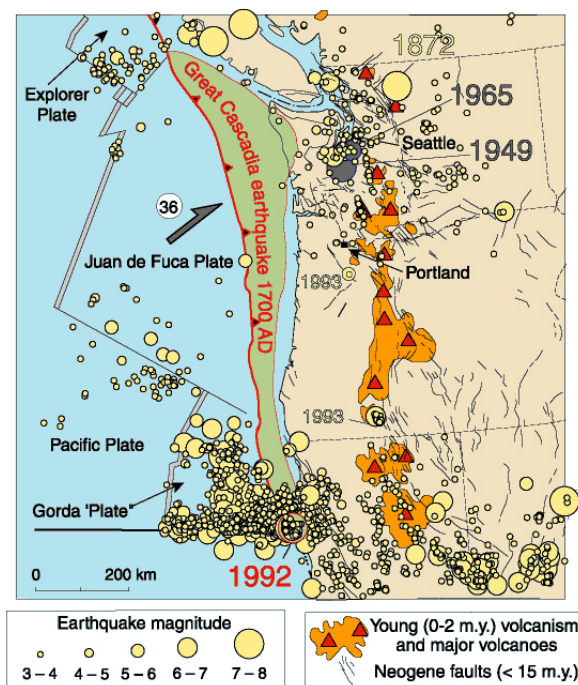 1872
Explorer
Plate
1965
Seattle
1949
Great Cascadia earthquake 1700 AD
36
Juan de Fuca Plate
Portland
1993
1993
Pacific Plate
Gorda "Plate"
8
0 200 km
1992
Earthquake magnitude
3–4 4–5 5–6 6–7 7–8
Young (0-2 m.y.) volcanism
and major volcanoes
Neogene faults (< 15 m.y.)